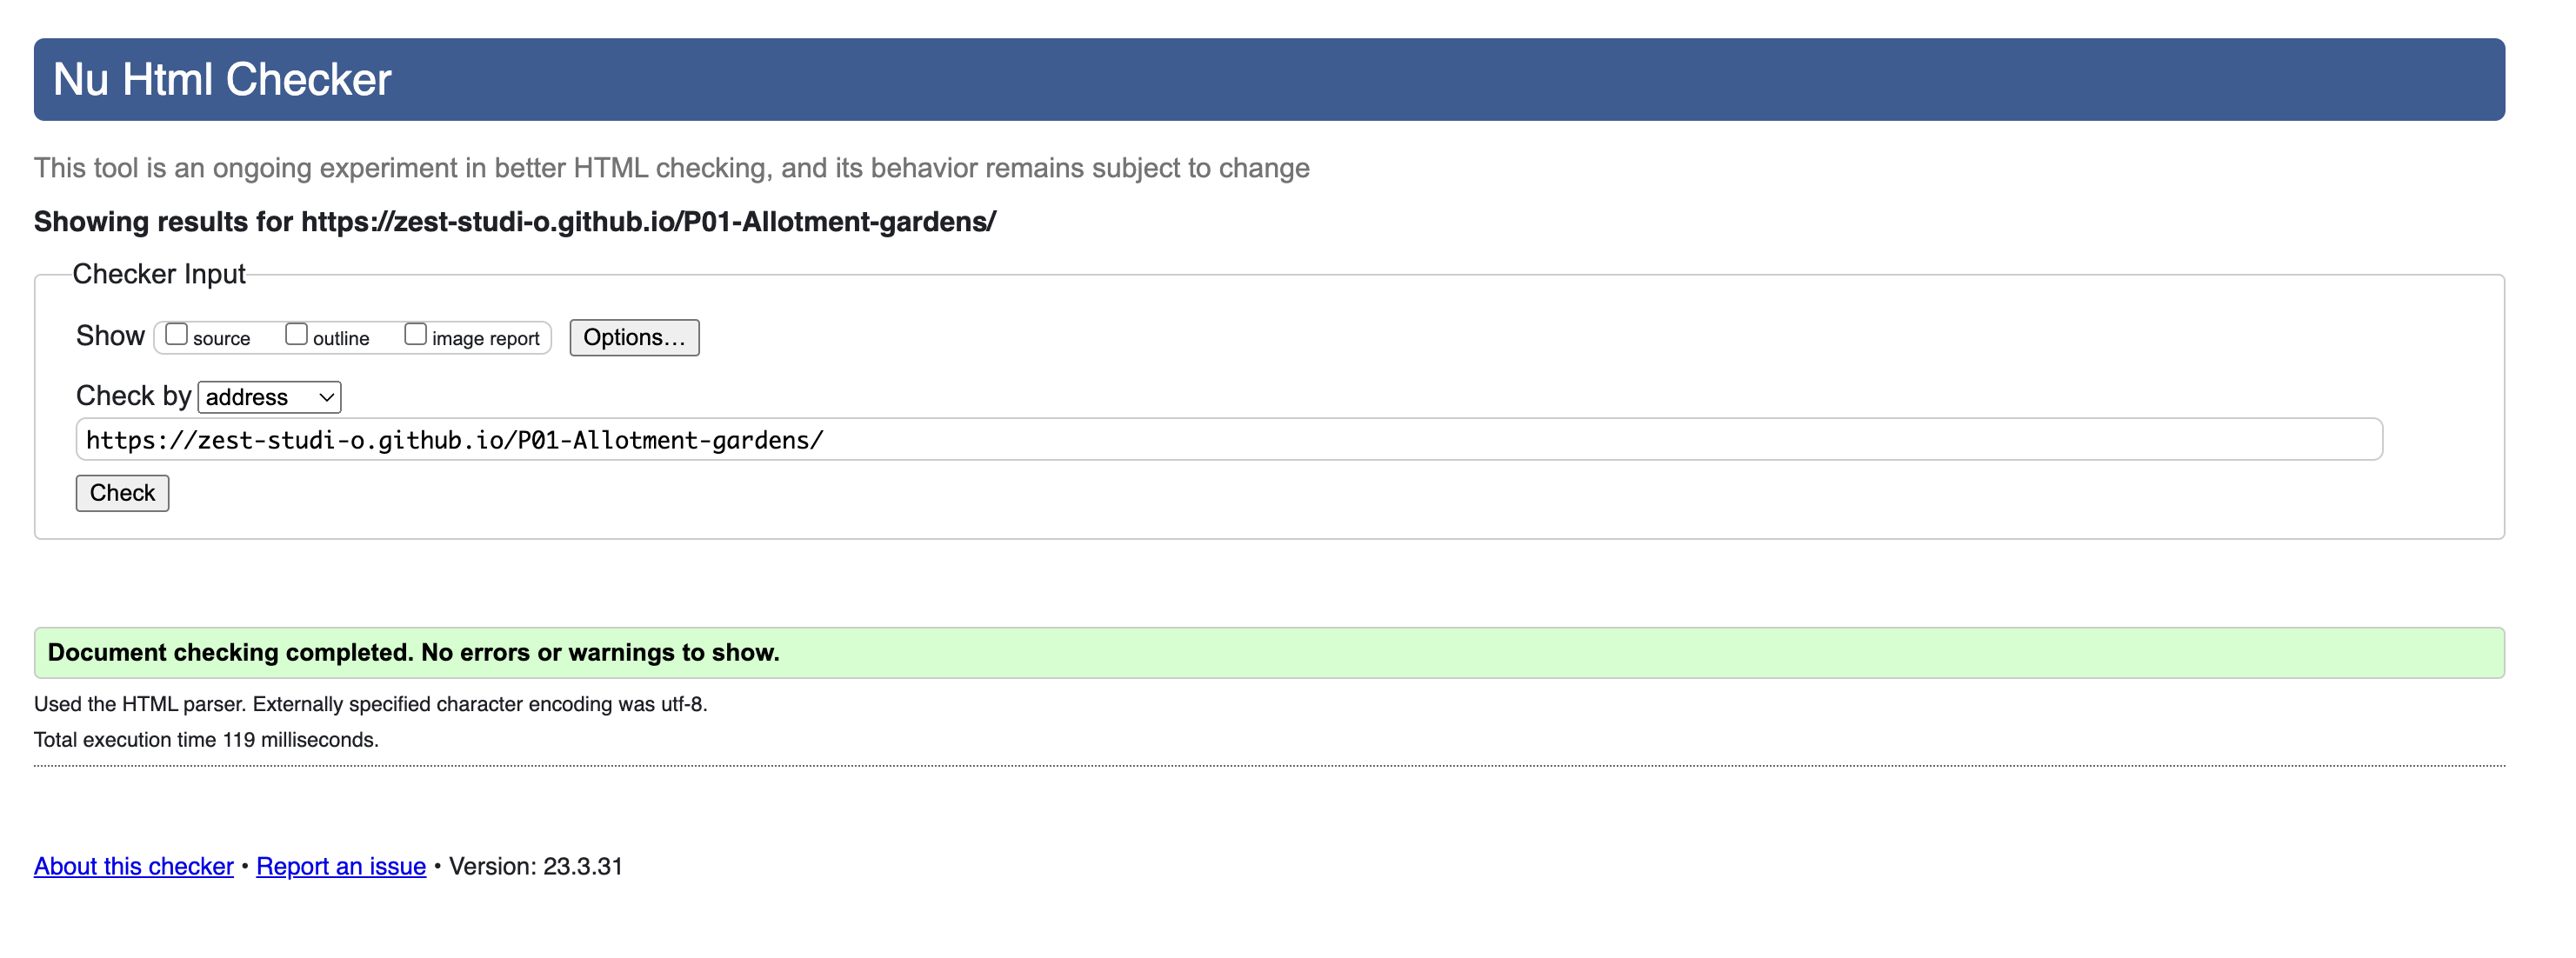 Nu Html Checker
This tool is an ongoing experiment in better HTML checking, and its behavior remains subject to change
Showing results for https://zest-studi-o.github.io/P01-Allotment-gardens/
Checker Input
Show source outline image report Options...
Check by address
https://zest-studi-o.github.io/P01-Allotment-gardens/
Check
Document checking completed. No errors or warnings to show.
Used the HTML parser. Externally specified character encoding was utf-8.
Total execution time 119 milliseconds.
About this checker • Report an issue • Version: 23.3.31